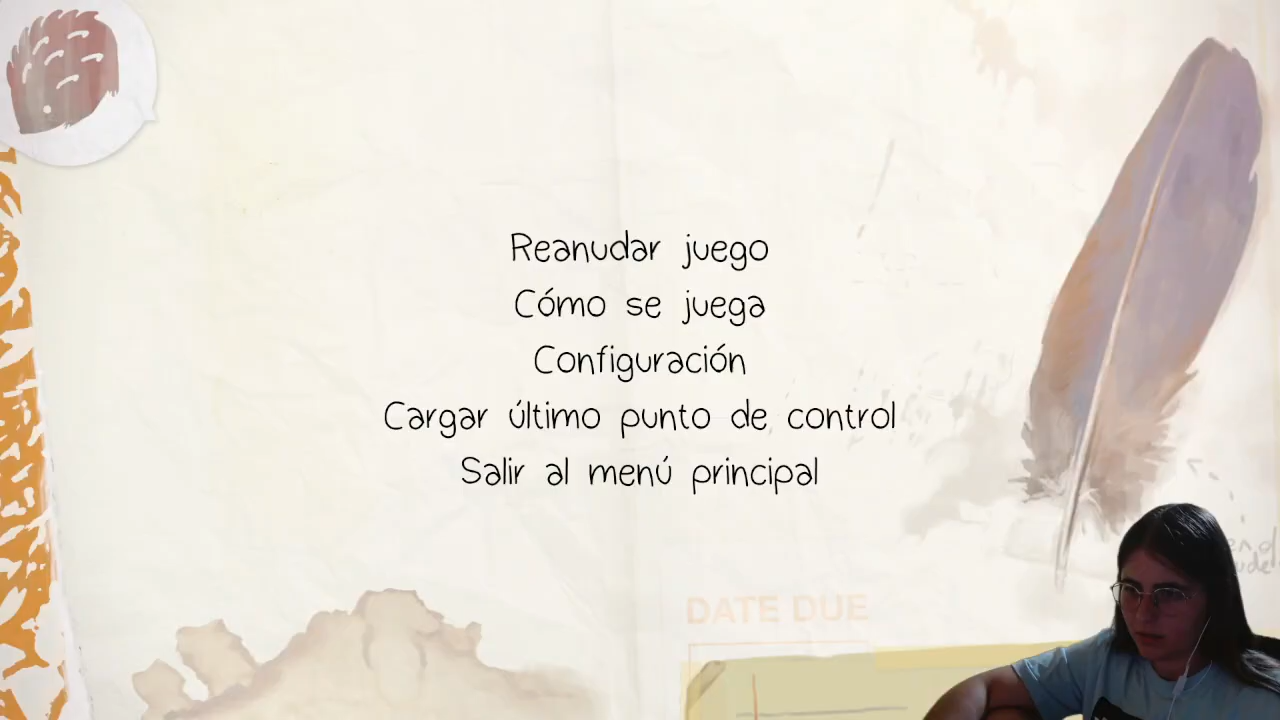 Reanudar juego
Cómo se juega
Configuración
Cargar último punto de control
Salir al menú principal
DATE DUE